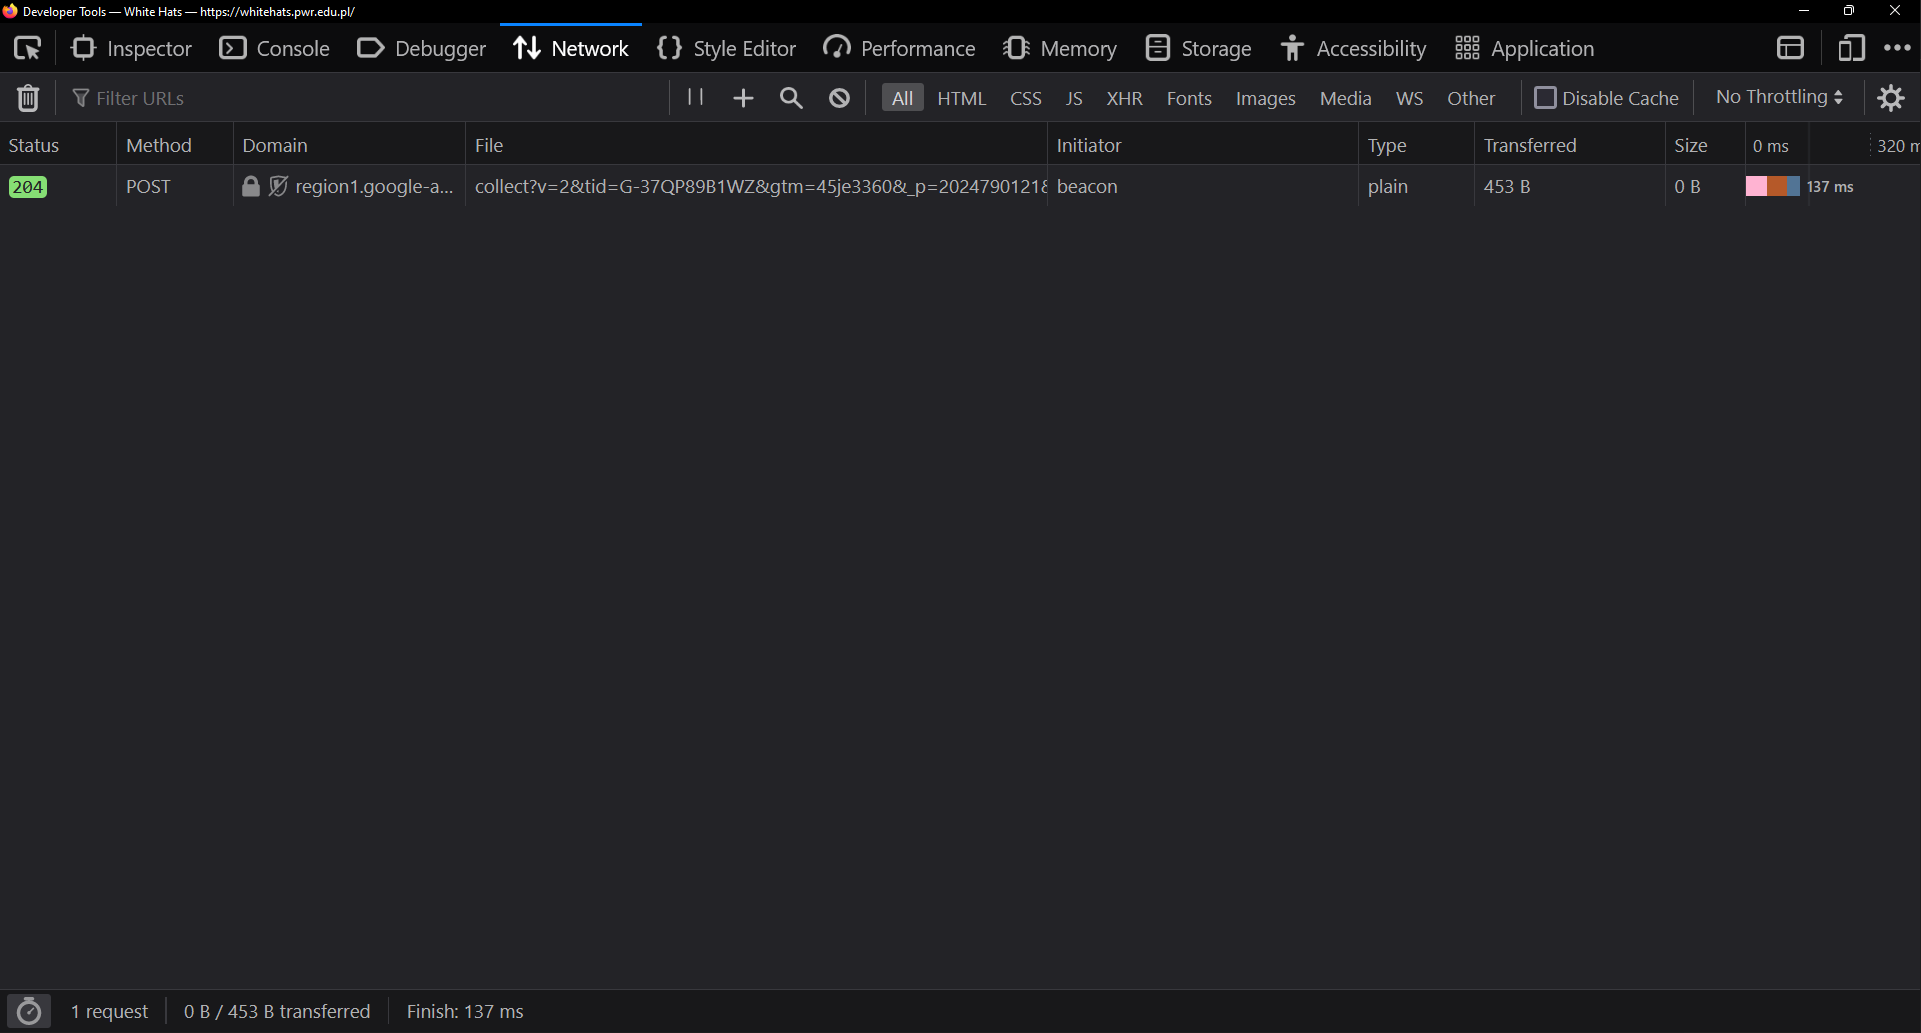 Developer Tools — White Hats — https://whitehats.pwr.edu.pl/
Inspector Console Debugger Network Style Editor Performance Memory Storage Accessibility Application
Filter URLs All HTML CSS JS XHR Fonts Images Media WS Other Disable Cache No Throttling
Status Method Domain File Initiator Type Transferred Size 0 ms 320 m
204 POST region1.google-a... collect?v=2&tid=G-37QP89B1WZ&gtm=45je3360&_p=2024790121 beacon plain 453 B 0 B 137 ms
1 request 0 B / 453 B transferred Finish: 137 ms